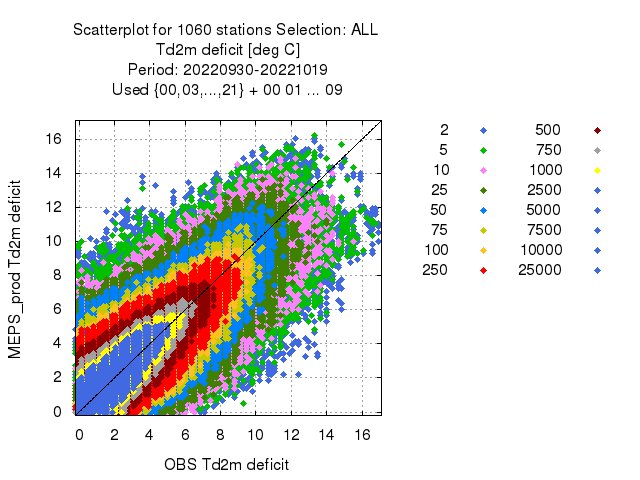 Scatterplot for 1060 stations Selection: ALL
Td2m deficit [deg C]
Period: 20220930-20221019
Used {00,03,...,21} + 00 01 ... 09
MEPS_prod Td2m deficit
16
14
12
10
8
6
4
2
0
0 2 4 6 8 10 12 14 16
OBS Td2m deficit
2 500
5 750
10 1000
25 2500
50 5000
75 7500
100 10000
250 25000